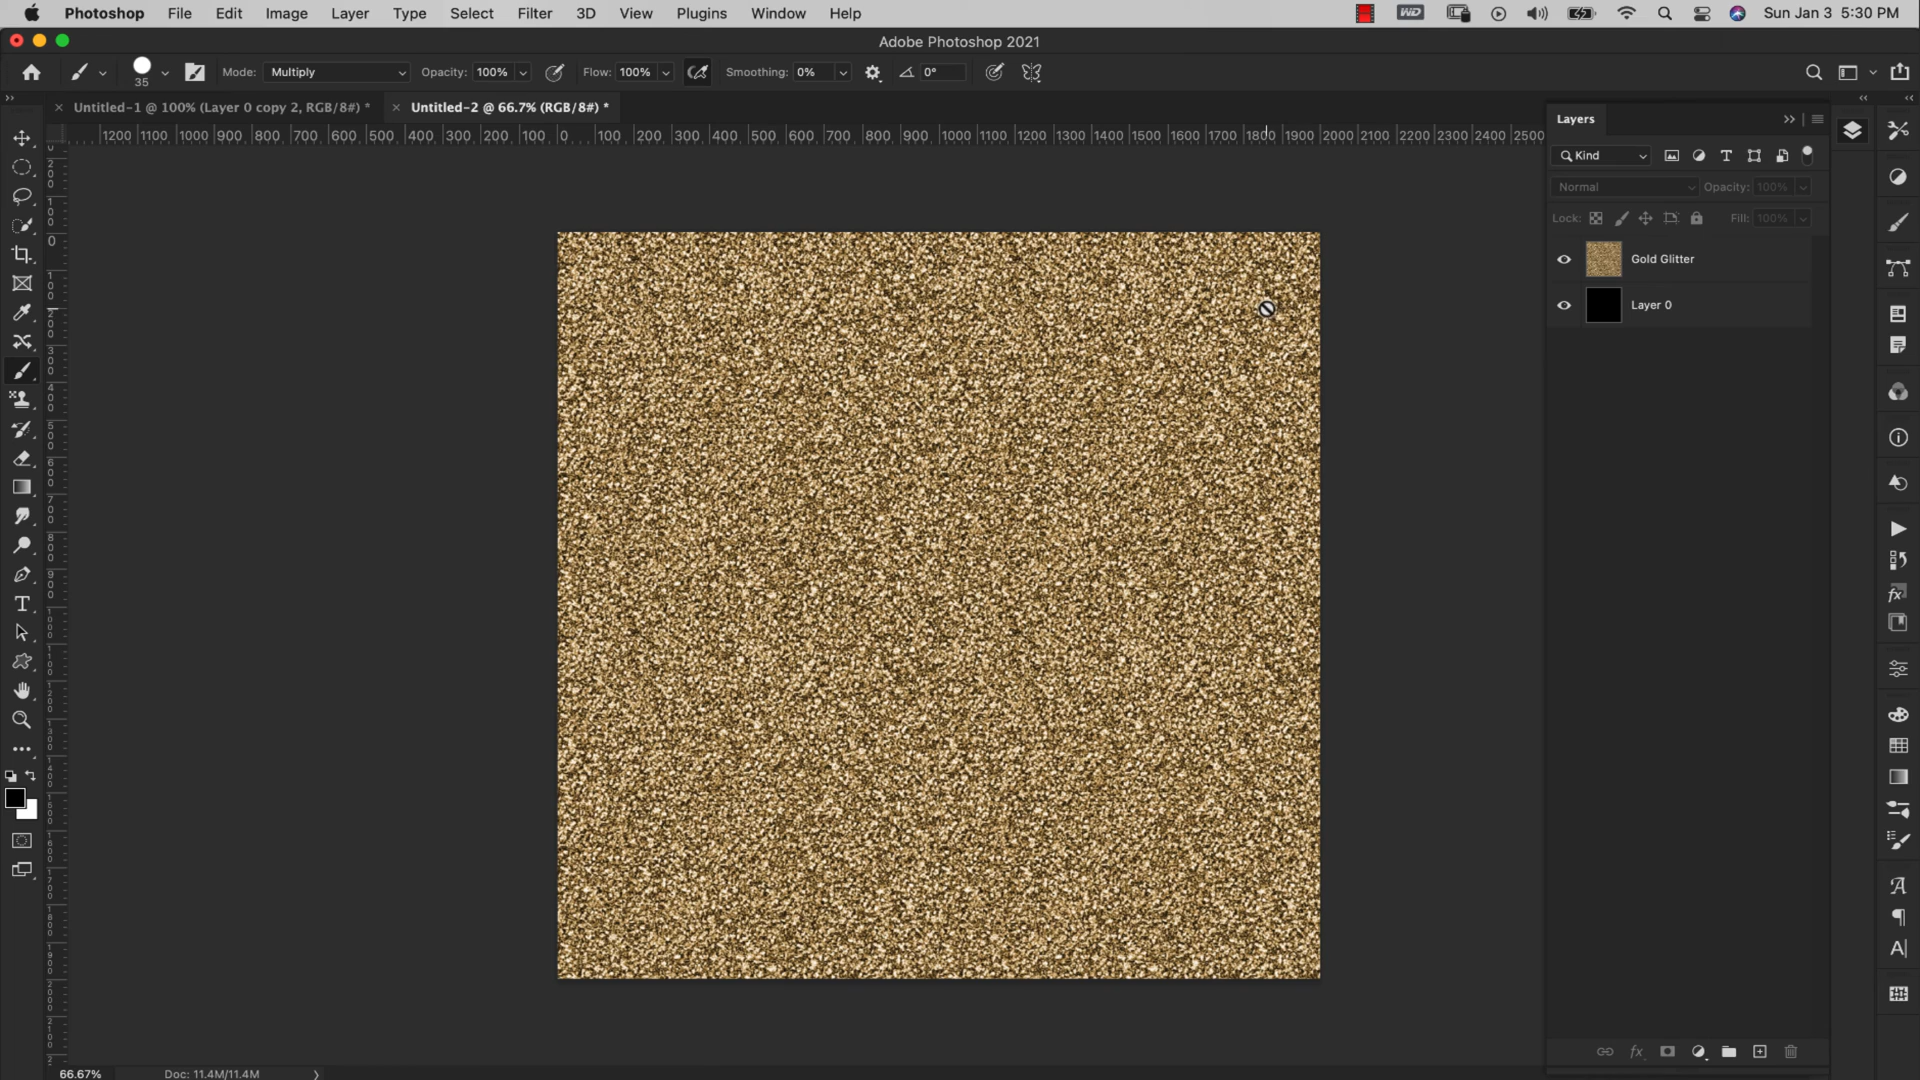 Photoshop File Edit Image Layer Type Select Filter 3D View Plugins Window Help WD Sun Jan 3 5:30 PM
Adobe Photoshop 2021
35 Mode: Multiply Opacity: 100% Flow: 100% Smoothing: 0% 0°
× Untitled-1 @ 100% (Layer 0 copy 2, RGB/8#) * × Untitled-2 @ 66.7% (RGB/8#) *
1200 1100 1000 900 800 700 600 500 400 300 200 100 0 100 200 300 400 500 600 700 800 900 1000 1100 1200 1300 1400 1500 1600 1700 1800 1900 2000 2100 2200 2300 2400 2500
Layers
Kind
Normal Opacity: 100%
Lock: Fill: 100%
Gold Glitter
Layer 0
66.67% Doc: 11.4M/11.4M